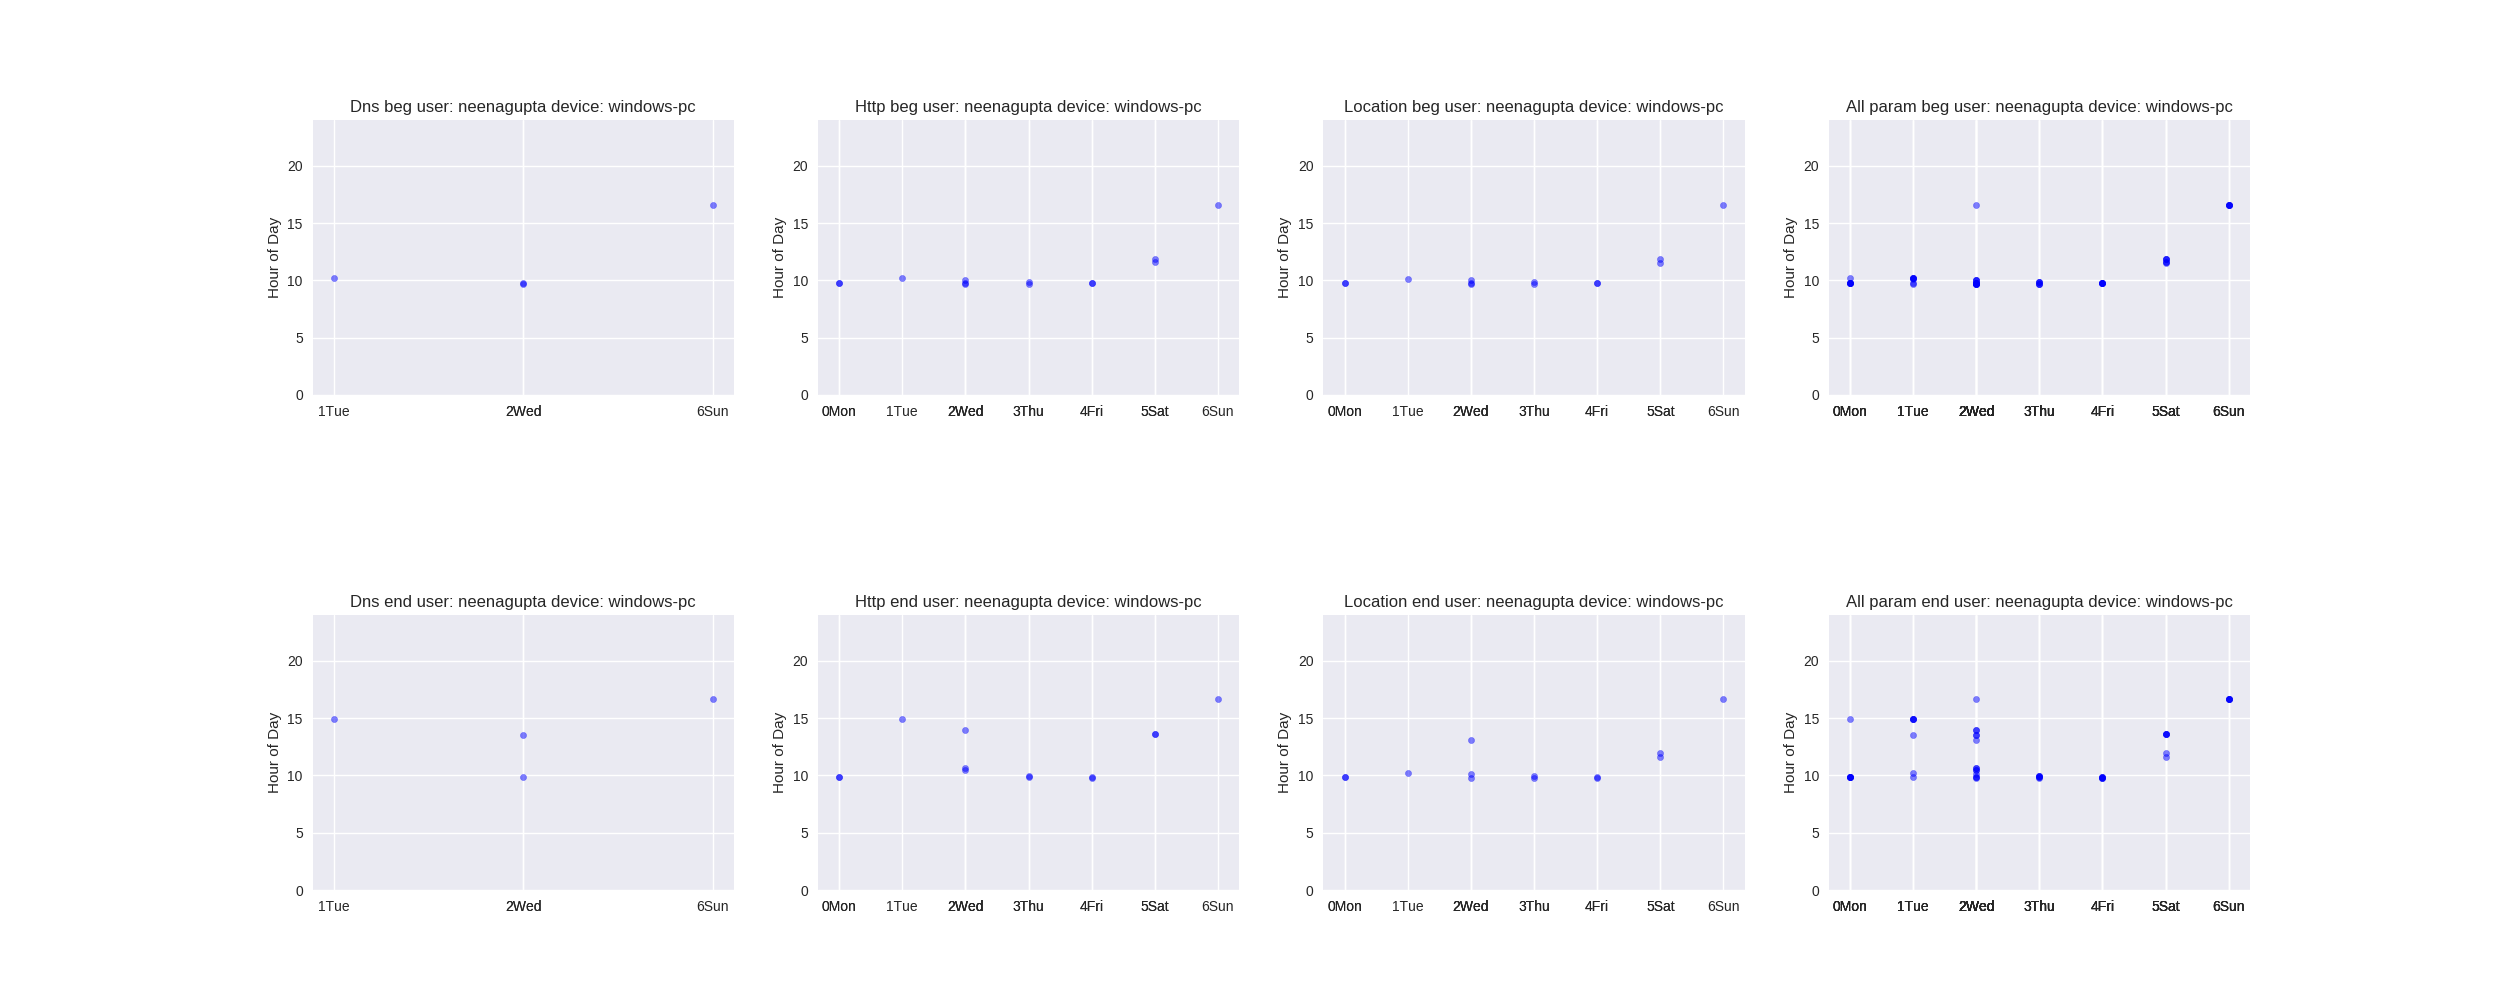 Dns beg user: neenagupta device: windows-pc
Hour of Day
20
15
10
5
0
1Tue 2Wed 6Sun
Http beg user: neenagupta device: windows-pc
Hour of Day
20
15
10
5
0
0Mon 1Tue 2Wed 3Thu 4Fri 5Sat 6Sun
Location beg user: neenagupta device: windows-pc
Hour of Day
20
15
10
5
0
0Mon 1Tue 2Wed 3Thu 4Fri 5Sat 6Sun
All param beg user: neenagupta device: windows-pc
Hour of Day
20
15
10
5
0
0Mon 1Tue 2Wed 3Thu 4Fri 5Sat 6Sun
Dns end user: neenagupta device: windows-pc
Hour of Day
20
15
10
5
0
1Tue 2Wed 6Sun
Http end user: neenagupta device: windows-pc
Hour of Day
20
15
10
5
0
0Mon 1Tue 2Wed 3Thu 4Fri 5Sat 6Sun
Location end user: neenagupta device: windows-pc
Hour of Day
20
15
10
5
0
0Mon 1Tue 2Wed 3Thu 4Fri 5Sat 6Sun
All param end user: neenagupta device: windows-pc
Hour of Day
20
15
10
5
0
0Mon 1Tue 2Wed 3Thu 4Fri 5Sat 6Sun